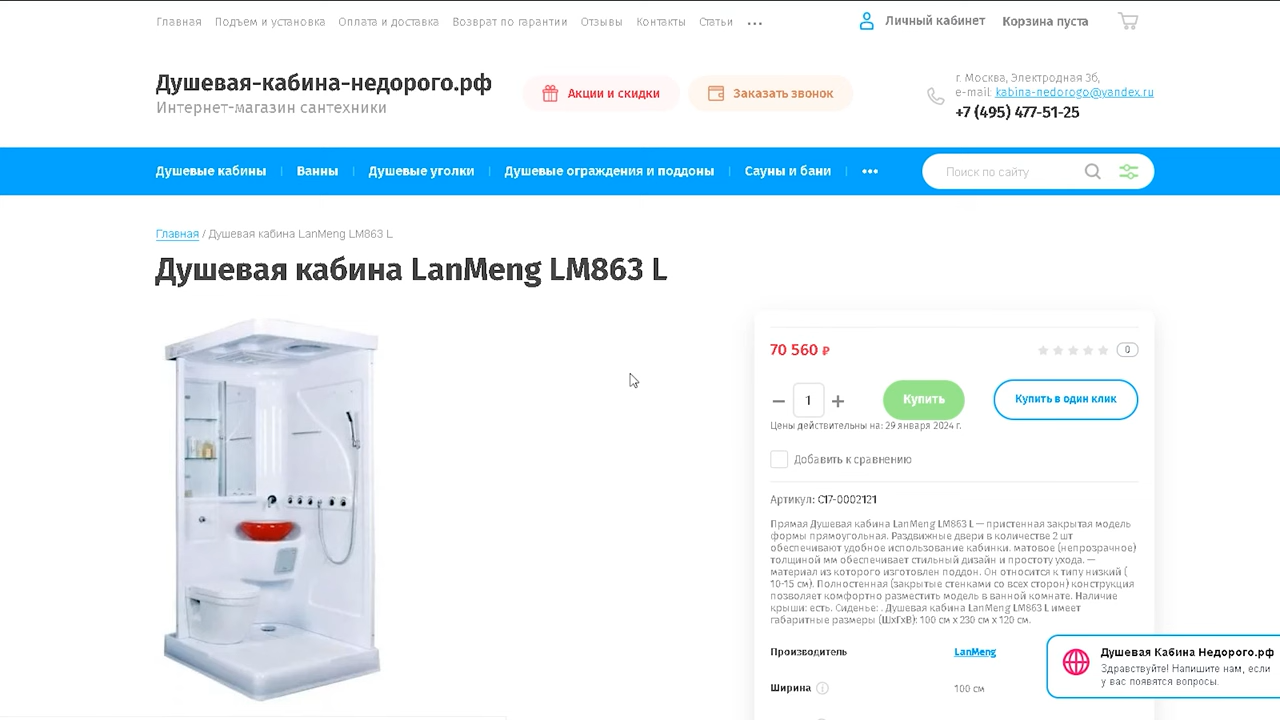 Главная Подъем и установка Оплата и доставка Возврат по гарантии Отзывы Контакты Статьи ...
Личный кабинет Корзина пуста
Душевая-кабина-недорого.рф
Интернет-магазин сантехники
Акции и скидки
Заказать звонок
г. Москва, Электродная 3б,
e-mail: kabina-nedorogo@yandex.ru
+7 (495) 477-51-25
Душевые кабины Ванны Душевые уголки Душевые ограждения и поддоны Сауны и бани ...
Поиск по сайту
Главная / Душевая кабина LanMeng LM863 L
Душевая кабина LanMeng LM863 L
70 560 ₽
0
1
Купить
Купить в один клик
Цены действительны на: 29 января 2024 г.
Добавить к сравнению
Артикул: C17-0002121
Прямая Душевая кабина LanMeng LM863 L — пристенная закрытая модель
формы прямоугольная. Раздвижные двери в количестве 2 шт
обеспечивают удобное использование кабинки. матовое (непрозрачное)
толщиной мм обеспечивает стильный дизайн и простоту ухода. —
материал из которого изготовлен поддон. Он относится к типу низкий (
10-15 см). Полностенная (закрытые стенками со всех сторон) конструкция
позволяет комфортно разместить модель в ванной комнате. Наличие
крыши: есть. Сиденье: . Душевая кабина LanMeng LM863 L имеет
габаритные размеры (ШхГхВ): 100 см x 230 см x 120 см.
Производитель LanMeng
Ширина 100 см
Душевая Кабина Недорого.рф
Здравствуйте! Напишите нам, если
у вас появятся вопросы.